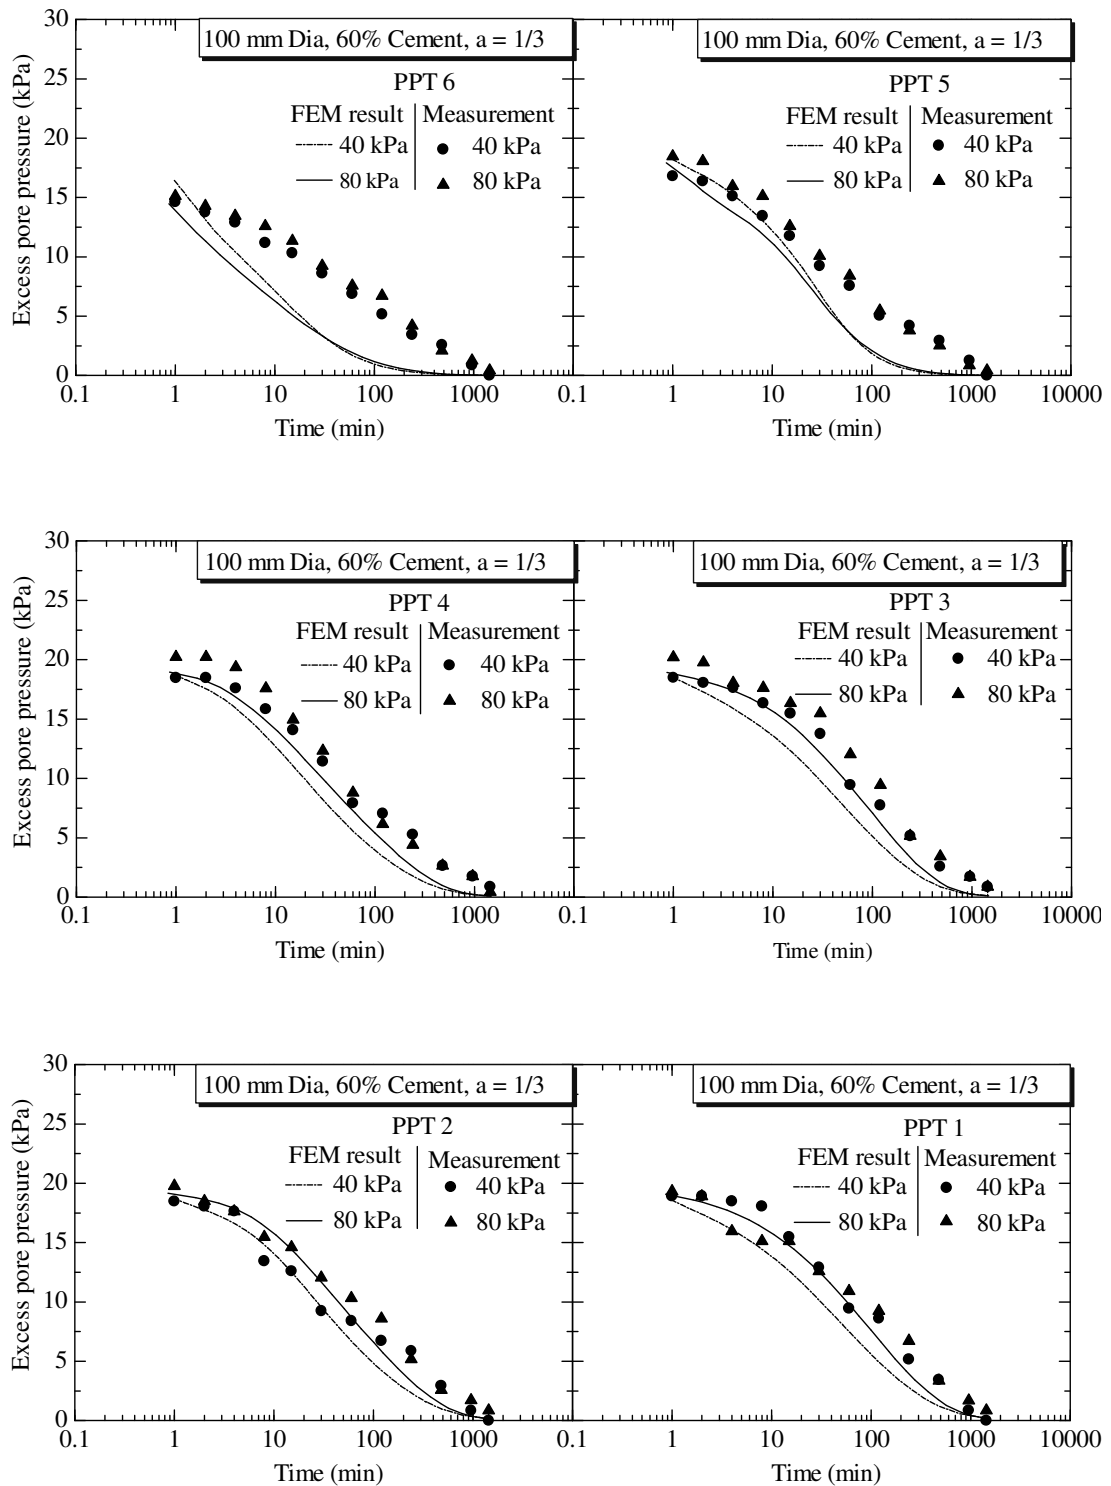 30
25
20
15
10
5
0
Excess pore pressure (kPa)
100 mm Dia, 60% Cement, a = 1/3
PPT 6
FEM result Measurement
40 kPa 40 kPa
80 kPa 80 kPa
1 10 100 1000 0.1
Time (min)
100 mm Dia, 60% Cement, a = 1/3
PPT 5
FEM result Measurement
40 kPa 40 kPa
80 kPa 80 kPa
1 10 100 1000 10000
Time (min)
30
25
20
15
10
5
0
Excess pore pressure (kPa)
100 mm Dia, 60% Cement, a = 1/3
PPT 4
FEM result Measurement
40 kPa 40 kPa
80 kPa 80 kPa
0.1 1 10 100 1000 0.1
Time (min)
100 mm Dia, 60% Cement, a = 1/3
PPT 3
FEM result Measurement
40 kPa 40 kPa
80 kPa 80 kPa
1 10 100 1000 10000
Time (min)
30
25
20
15
10
5
0
Excess pore pressure (kPa)
100 mm Dia, 60% Cement, a = 1/3
PPT 2
FEM result Measurement
40 kPa 40 kPa
80 kPa 80 kPa
0.1 1 10 100 1000 0.1
Time (min)
100 mm Dia, 60% Cement, a = 1/3
PPT 1
FEM result Measurement
40 kPa 40 kPa
80 kPa 80 kPa
1 10 100 1000 10000
Time (min)